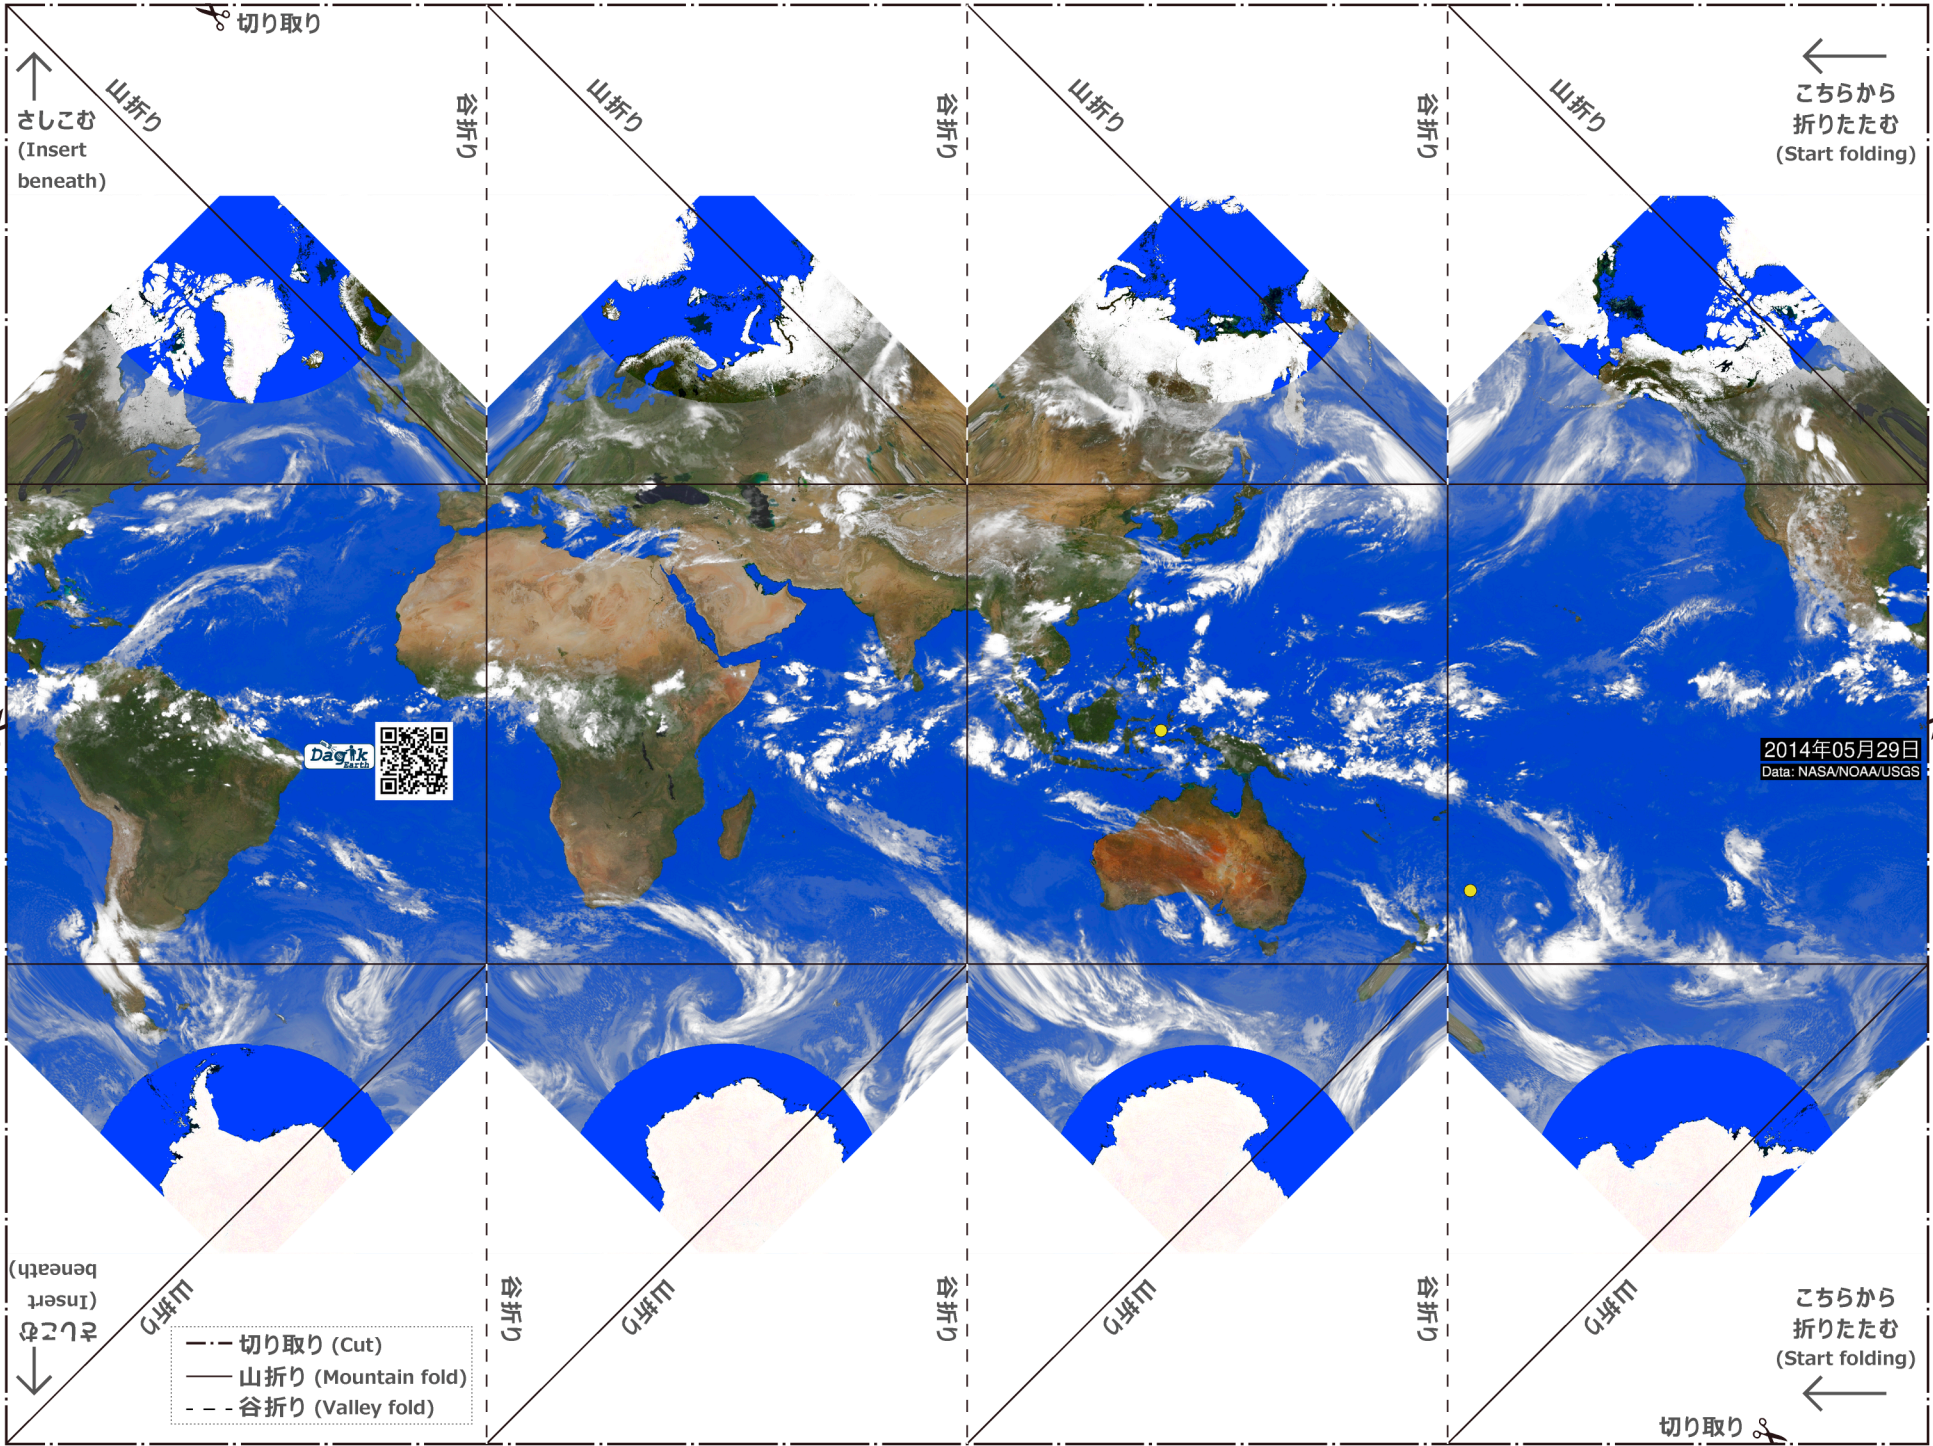 切り取り
さしこむ
(Insert
beneath)
山折り
谷折り
山折り
谷折り
山折り
谷折り
山折り
こちらから
折りたたむ
(Start folding)
Dagik
Earth
2014年05月29日
Data: NASA/NOAA/USGS
さしこむ
(Insert
beneath)
山折り
谷折り
山折り
谷折り
山折り
谷折り
山折り
こちらから
折りたたむ
(Start folding)
切り取り (Cut)
山折り (Mountain fold)
谷折り (Valley fold)
切り取り